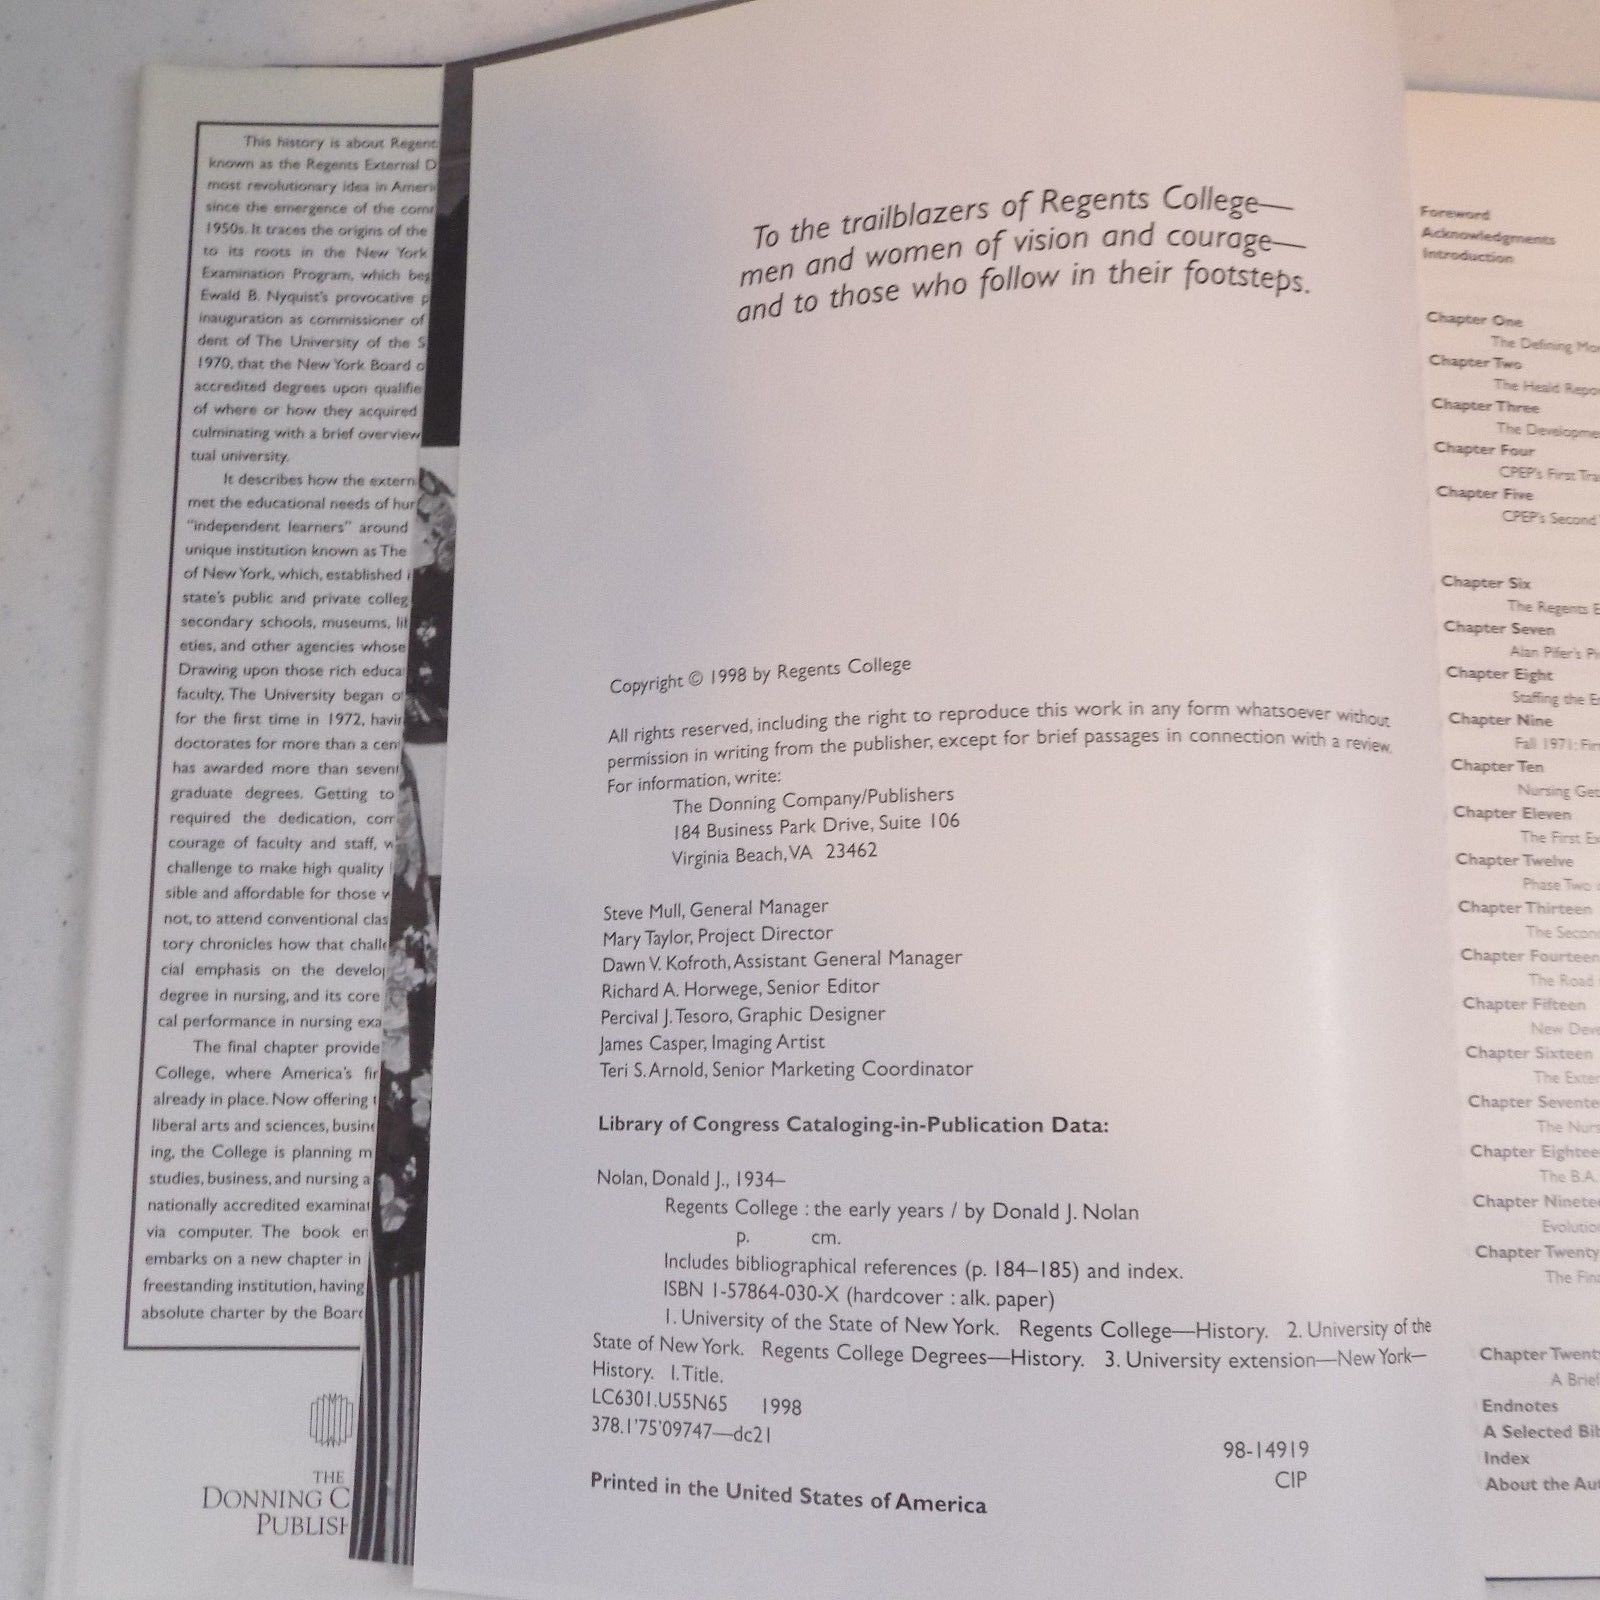 This history is about Regent
known as the Regents External D
most revolutionary idea in Ameri
since the emergence of the com
1950s. It traces the origins of the
to its roots in the New York
Examination Program, which beg
Ewald B. Nyquist's provocative p
inauguration as commissioner of
dent of The University of the S
1970, that the New York Board o
accredited degrees upon qualifie
of where or how they acquired
culminating with a brief overview
tual university.
It describes how the extern
met the educational needs of hun
"independent learners" around
unique institution known as The
of New York, which, established i
state's public and private colleg
secondary schools, museums, lib
eties, and other agencies whose
Drawing upon those rich educa
faculty, The University began o
for the first time in 1972, havin
doctorates for more than a cen
has awarded more than seven
graduate degrees. Getting to
required the dedication, com
courage of faculty and staff, w
challenge to make high quality
sible and affordable for those w
not, to attend conventional clas
tory chronicles how that chall
cial emphasis on the develop
degree in nursing, and its core
cal performance in nursing exa
The final chapter provide
College, where America's fir
already in place. Now offering
liberal arts and sciences, busin
ing, the College is planning m
studies, business, and nursing a
nationally accredited examinat
via computer. The book en
embarks on a new chapter in
freestanding institution, having
absolute charter by the Board
THE
DONNING C
PUBLISH
To the trailblazers of Regents College—
men and women of vision and courage—
and to those who follow in their footsteps.
Copyright © 1998 by Regents College
All rights reserved, including the right to reproduce this work in any form whatsoever without
permission in writing from the publisher, except for brief passages in connection with a review.
For information, write:
The Donning Company/Publishers
184 Business Park Drive, Suite 106
Virginia Beach, VA 23462
Steve Mull, General Manager
Mary Taylor, Project Director
Dawn V. Kofroth, Assistant General Manager
Richard A. Horwege, Senior Editor
Percival J. Tesoro, Graphic Designer
James Casper, Imaging Artist
Teri S. Arnold, Senior Marketing Coordinator
Library of Congress Cataloging-in-Publication Data:
Nolan, Donald J., 1934–
Regents College : the early years / by Donald J. Nolan
p. cm.
Includes bibliographical references (p. 184–185) and index.
ISBN 1-57864-030-X (hardcover : alk. paper)
1. University of the State of New York. Regents College—History. 2. University of the
State of New York. Regents College Degrees—History. 3. University extension—New York—
History. I. Title.
LC6301.U55N65 1998
378.1'75'09747—dc21
98-14919
CIP
Printed in the United States of America
Foreword
Acknowledgments
Introduction
Chapter One
The Defining Mo
Chapter Two
The Heald Repo
Chapter Three
The Developme
Chapter Four
CPEP's First Tra
Chapter Five
CPEP's Second
Chapter Six
The Regents E
Chapter Seven
Alan Pifer's Pr
Chapter Eight
Staffing the E
Chapter Nine
Fall 1971: Fir
Chapter Ten
Nursing Get
Chapter Eleven
The First Ex
Chapter Twelve
Phase Two
Chapter Thirteen
The Secon
Chapter Fourteen
The Road
Chapter Fifteen
New Deve
Chapter Sixteen
The Exter
Chapter Sevente
The Nurs
Chapter Eightee
The B.A.
Chapter Ninetee
Evolutio
Chapter Twenty
The Fina
Chapter Twent
A Brief
Endnotes
A Selected Bib
Index
About the Au